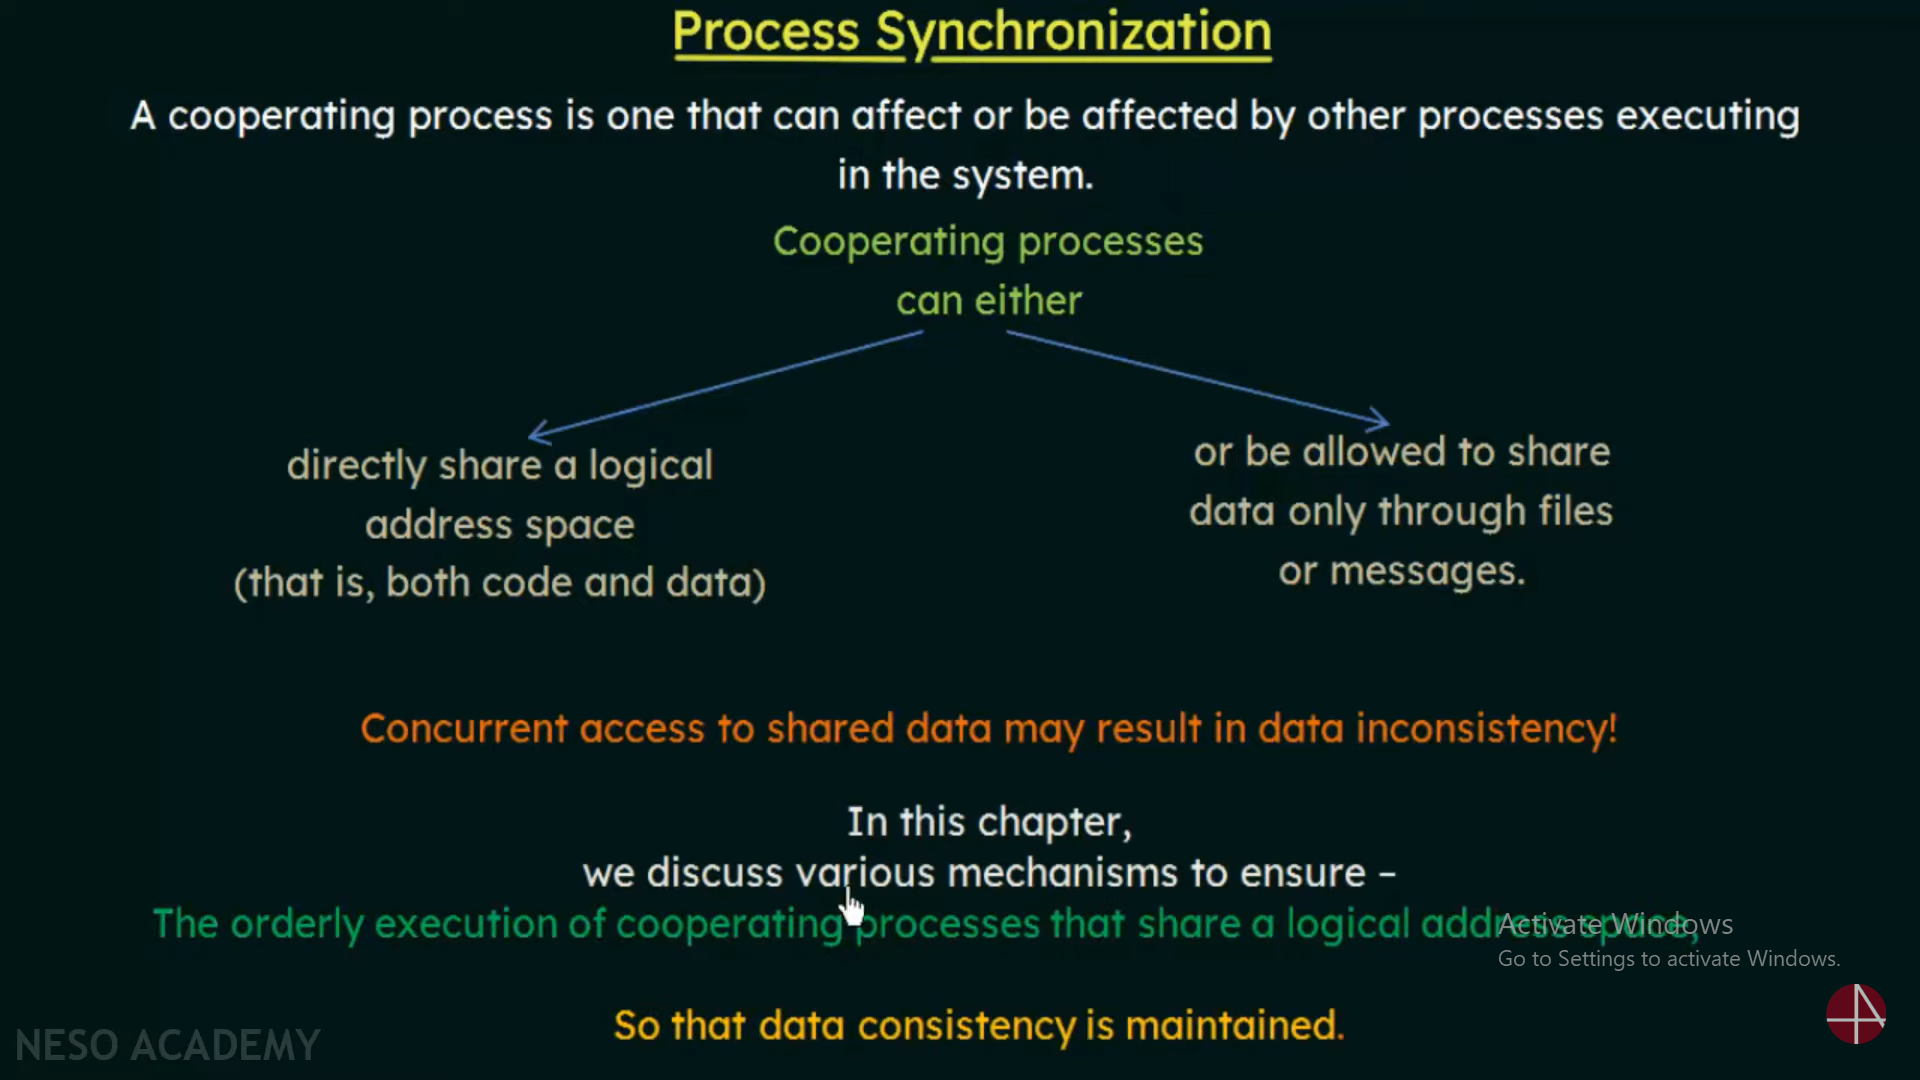 Process Synchronization
A cooperating process is one that can affect or be affected by other processes executing
in the system.
Cooperating processes
can either
directly share a logical
address space
(that is, both code and data)
or be allowed to share
data only through files
or messages.
Concurrent access to shared data may result in data inconsistency!
In this chapter,
we discuss various mechanisms to ensure –
The orderly execution of cooperating processes that share a logical address space,
Activate Windows
Go to Settings to activate Windows.
So that data consistency is maintained.
NESO ACADEMY